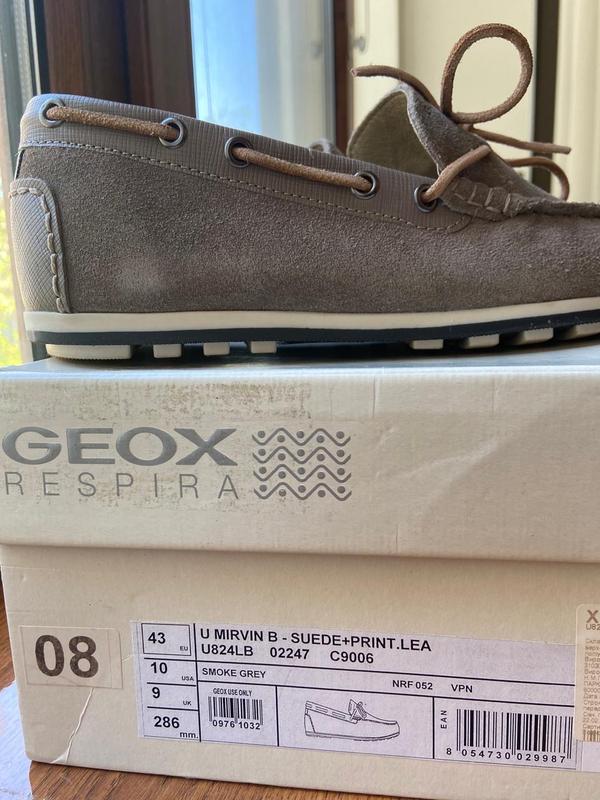 GEOX
RESPIRA
08
43 EU
U MIRVIN B - SUEDE+PRINT.LEA
U824LB 02247 C9006
10 USA
SMOKE GREY
NRF 052 VPN
9 UK
GEOX USE ONLY
0976 1032
286 mm.
EAN
8 054730 029987
X
U82